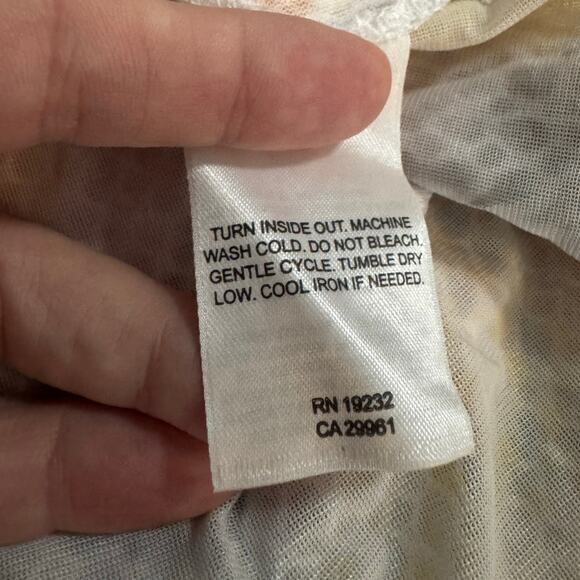 TURN INSIDE OUT. MACHINE
WASH COLD. DO NOT BLEACH.
GENTLE CYCLE. TUMBLE DRY
LOW. COOL IRON IF NEEDED.
RN 19232
CA 29961